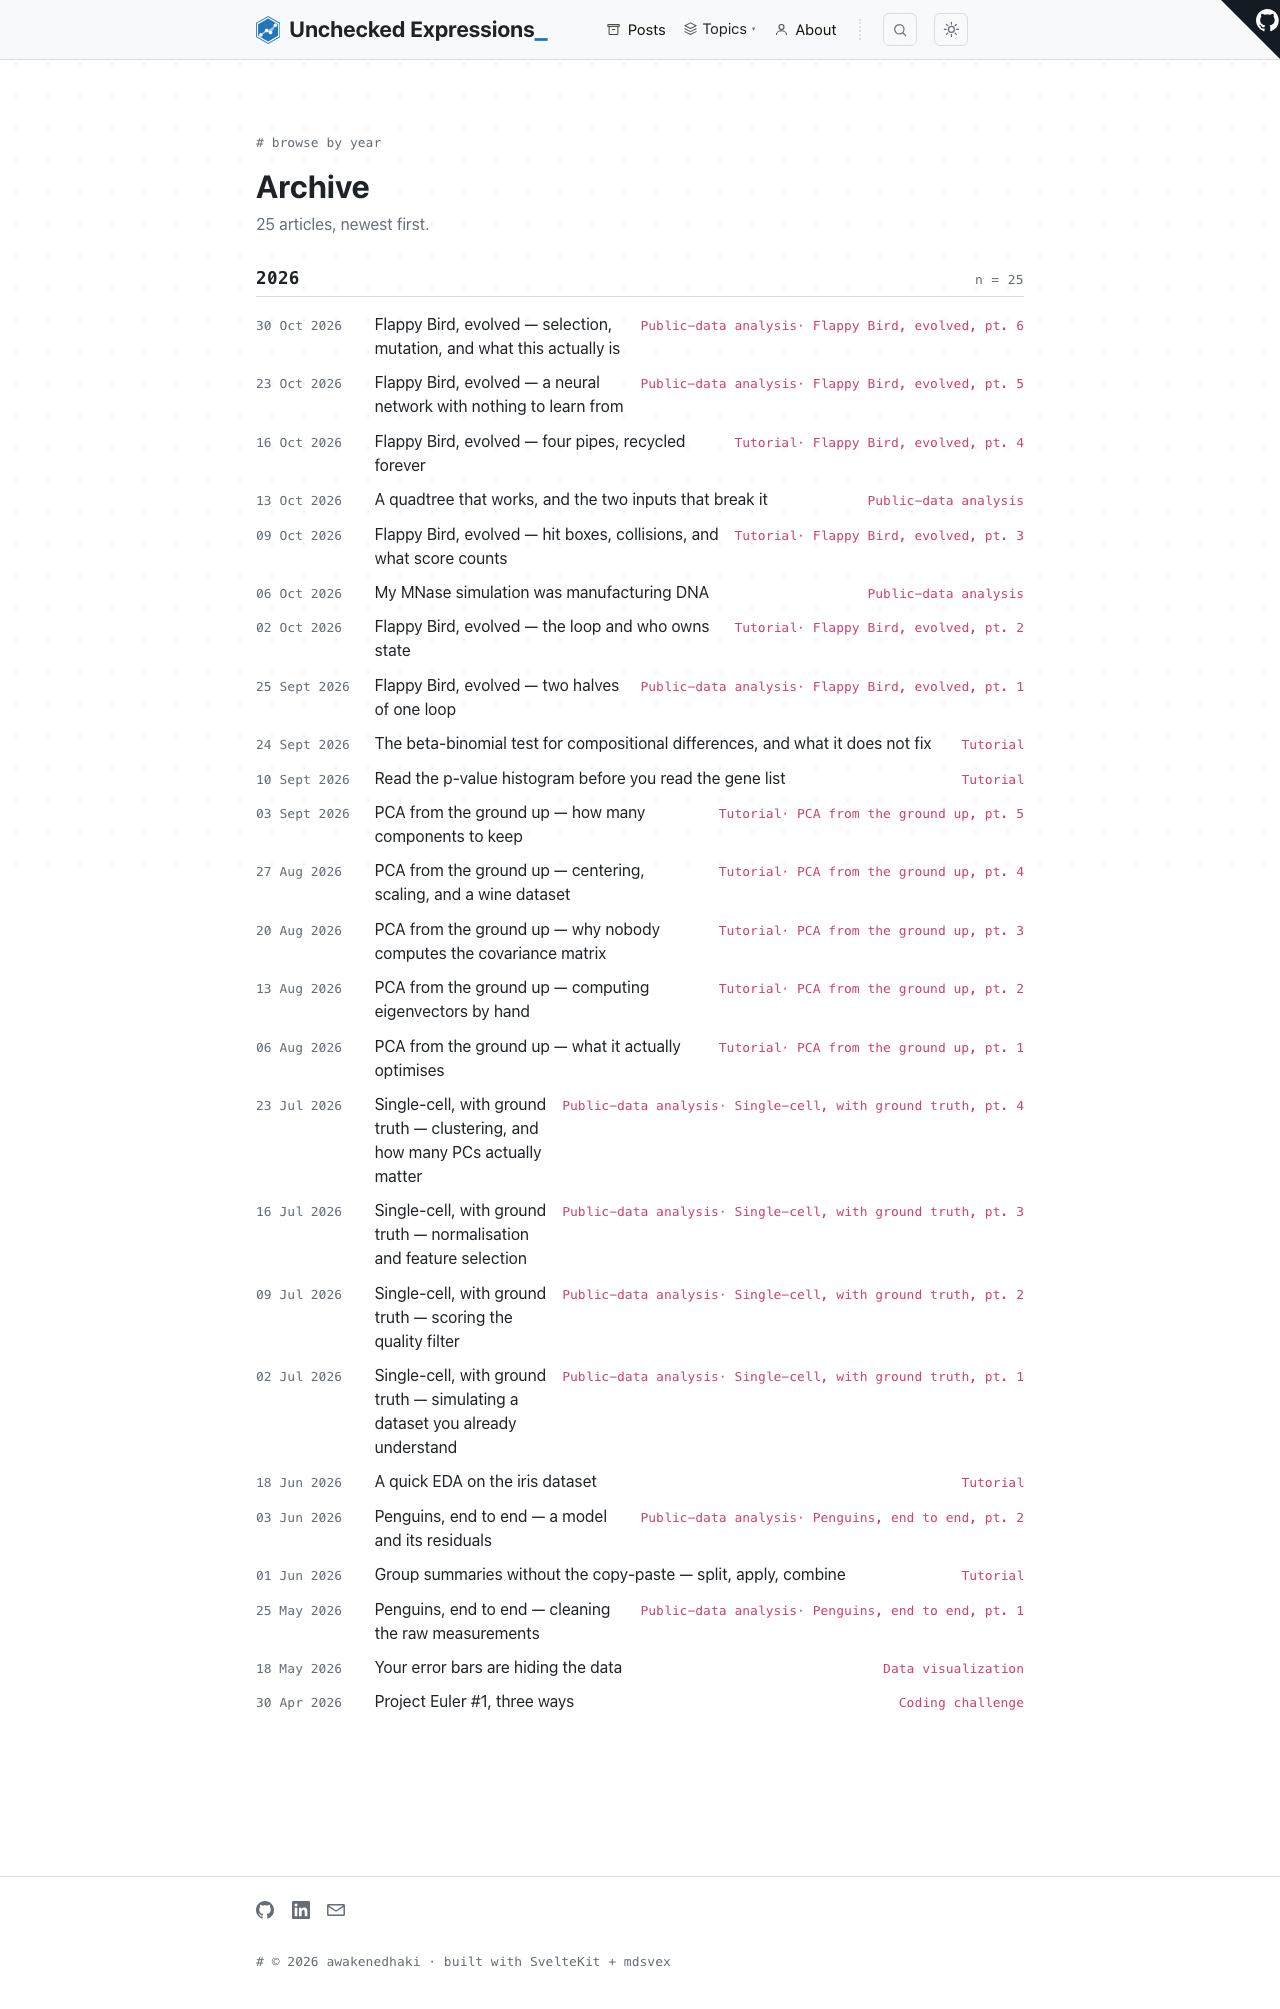 Unchecked Expressions_ Posts Topics About
# browse by year
Archive
25 articles, newest first.
2026 n = 25
30 Oct 2026 Flappy Bird, evolved — selection, Public-data analysis· Flappy Bird, evolved, pt. 6
mutation, and what this actually is
23 Oct 2026 Flappy Bird, evolved — a neural Public-data analysis· Flappy Bird, evolved, pt. 5
network with nothing to learn from
16 Oct 2026 Flappy Bird, evolved — four pipes, recycled Tutorial· Flappy Bird, evolved, pt. 4
forever
13 Oct 2026 A quadtree that works, and the two inputs that break it Public-data analysis
09 Oct 2026 Flappy Bird, evolved — hit boxes, collisions, and Tutorial· Flappy Bird, evolved, pt. 3
what score counts
06 Oct 2026 My MNase simulation was manufacturing DNA Public-data analysis
02 Oct 2026 Flappy Bird, evolved — the loop and who owns Tutorial· Flappy Bird, evolved, pt. 2
state
25 Sept 2026 Flappy Bird, evolved — two halves Public-data analysis· Flappy Bird, evolved, pt. 1
of one loop
24 Sept 2026 The beta-binomial test for compositional differences, and what it does not fix Tutorial
10 Sept 2026 Read the p-value histogram before you read the gene list Tutorial
03 Sept 2026 PCA from the ground up — how many Tutorial· PCA from the ground up, pt. 5
components to keep
27 Aug 2026 PCA from the ground up — centering, Tutorial· PCA from the ground up, pt. 4
scaling, and a wine dataset
20 Aug 2026 PCA from the ground up — why nobody Tutorial· PCA from the ground up, pt. 3
computes the covariance matrix
13 Aug 2026 PCA from the ground up — computing Tutorial· PCA from the ground up, pt. 2
eigenvectors by hand
06 Aug 2026 PCA from the ground up — what it actually Tutorial· PCA from the ground up, pt. 1
optimises
23 Jul 2026 Single-cell, with ground Public-data analysis· Single-cell, with ground truth, pt. 4
truth — clustering, and
how many PCs actually
matter
16 Jul 2026 Single-cell, with ground Public-data analysis· Single-cell, with ground truth, pt. 3
truth — normalisation
and feature selection
09 Jul 2026 Single-cell, with ground Public-data analysis· Single-cell, with ground truth, pt. 2
truth — scoring the
quality filter
02 Jul 2026 Single-cell, with ground Public-data analysis· Single-cell, with ground truth, pt. 1
truth — simulating a
dataset you already
understand
18 Jun 2026 A quick EDA on the iris dataset Tutorial
03 Jun 2026 Penguins, end to end — a model Public-data analysis· Penguins, end to end, pt. 2
and its residuals
01 Jun 2026 Group summaries without the copy-paste — split, apply, combine Tutorial
25 May 2026 Penguins, end to end — cleaning Public-data analysis· Penguins, end to end, pt. 1
the raw measurements
18 May 2026 Your error bars are hiding the data Data visualization
30 Apr 2026 Project Euler #1, three ways Coding challenge
# © 2026 awakenedhaki · built with SvelteKit + mdsvex